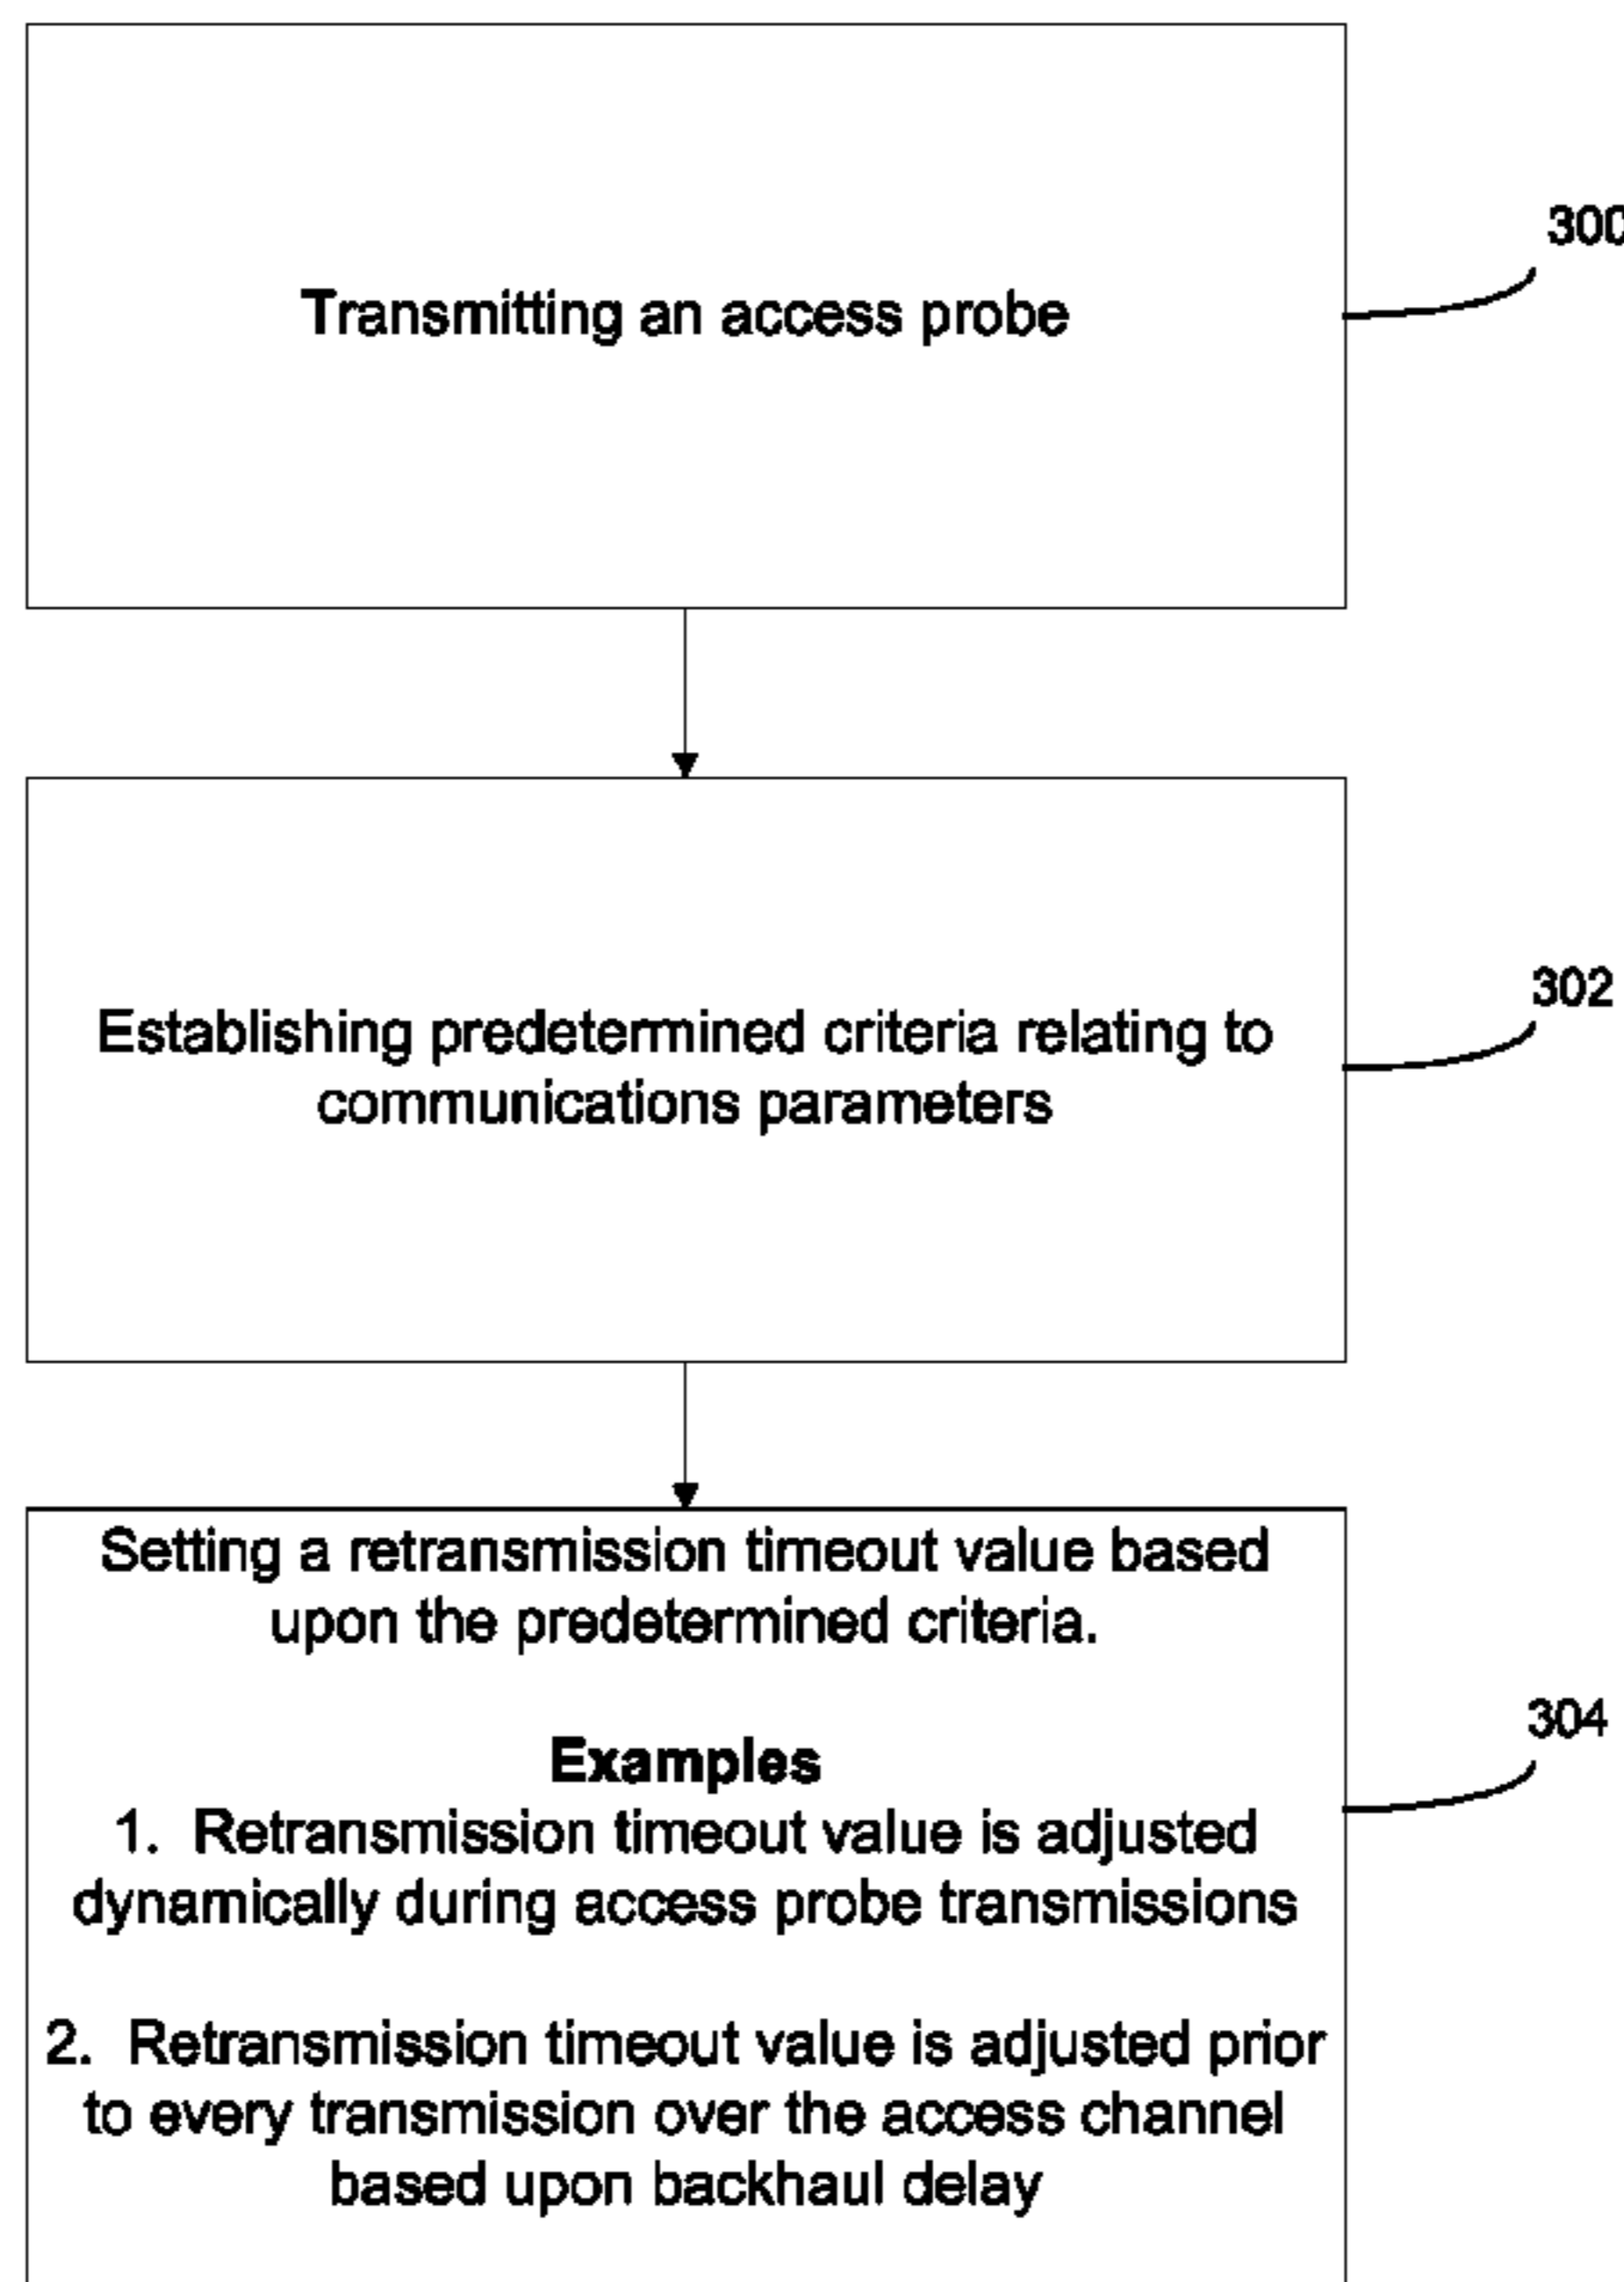 Transmitting an access probe
300
Establishing predetermined criteria relating to
communications parameters
302
Setting a retransmission timeout value based
upon the predetermined criteria.
Examples
1. Retransmission timeout value is adjusted
dynamically during access probe transmissions
2. Retransmission timeout value is adjusted prior
to every transmission over the access channel
based upon backhaul delay
304